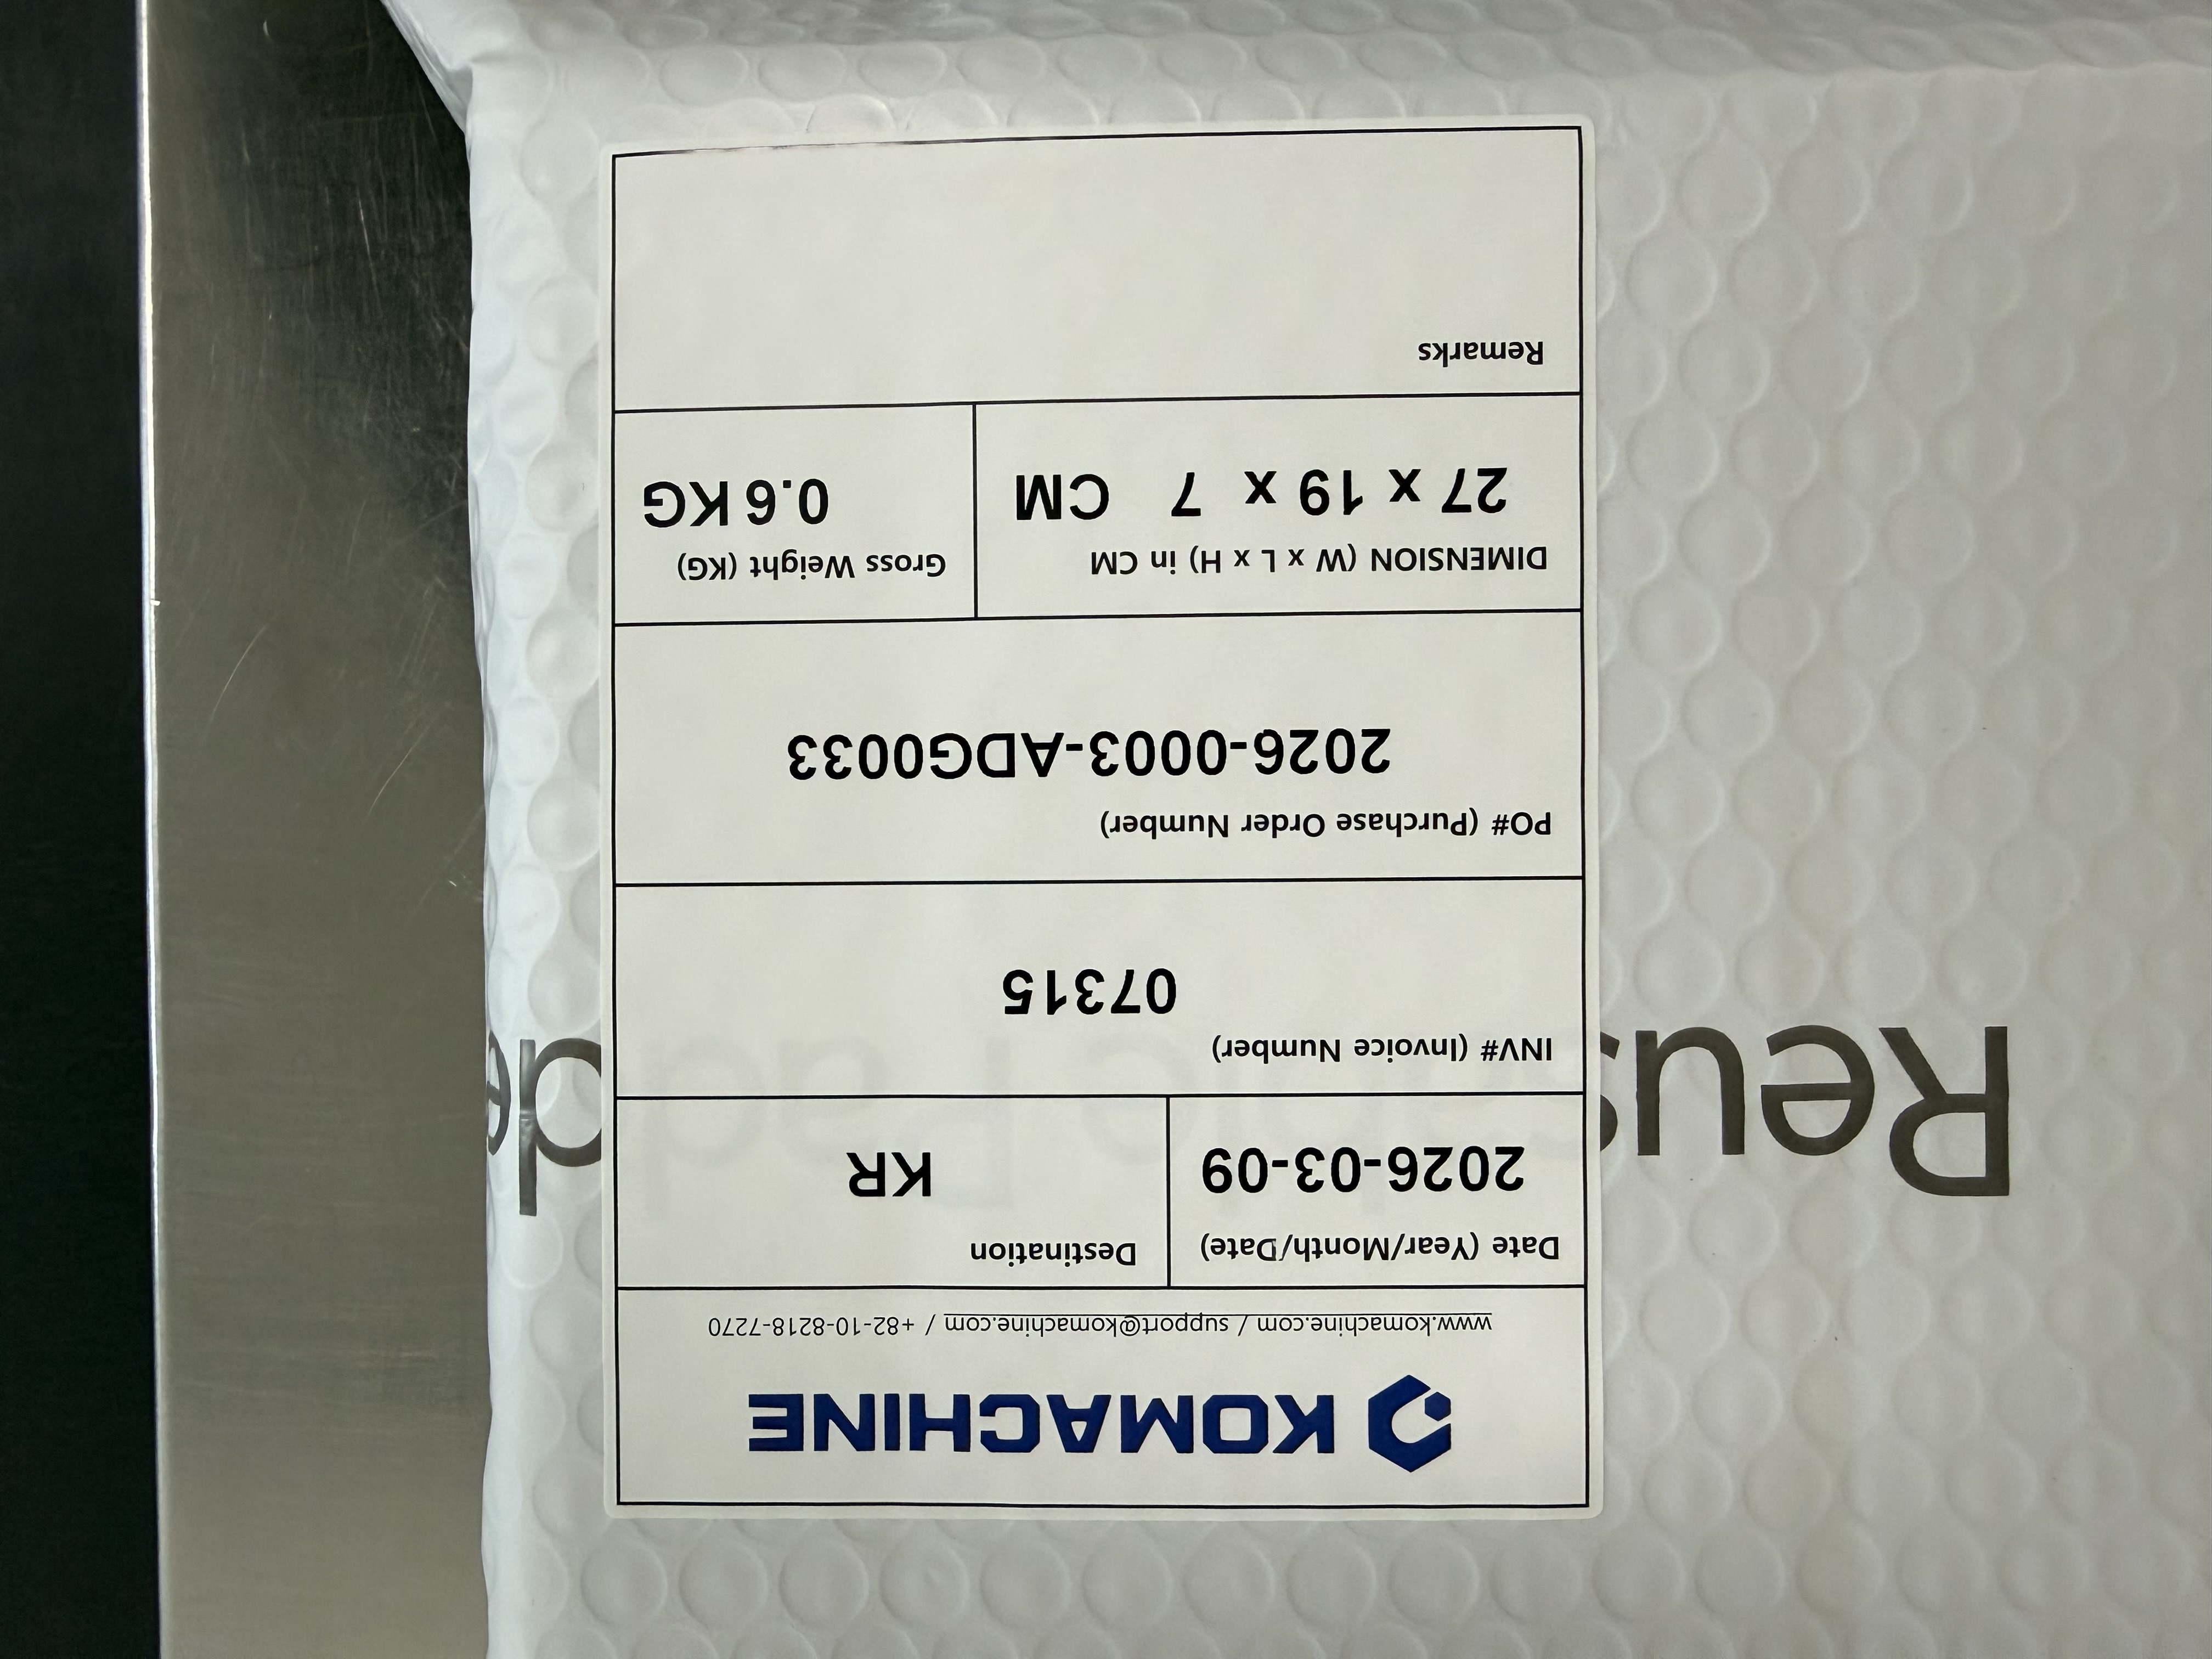 KOMACHINE
www.komachine.com / support@komachine.com / +82-10-8218-7270
Date (Year/Month/Date)
2026-03-09
Destination
KR
INV# (Invoice Number)
07315
PO# (Purchase Order Number)
2026-0003-ADG0033
DIMENSION (W x L x H) in CM
27 x 19 x 7 CM
Gross Weight (KG)
0.6 KG
Remarks